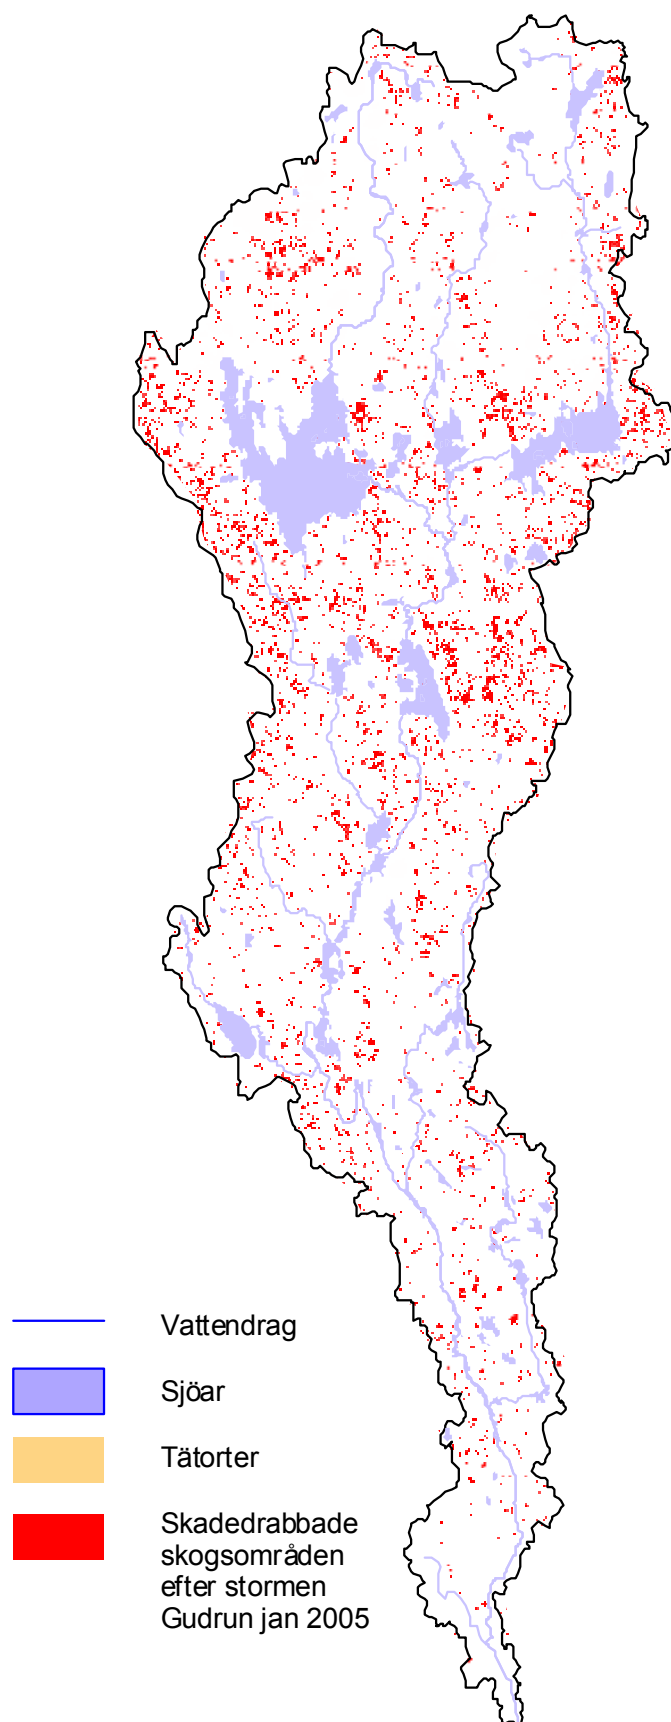 Vattendrag
Sjöar
Tätorter
Skadedrabbade
skogsområden
efter stormen
Gudrun jan 2005